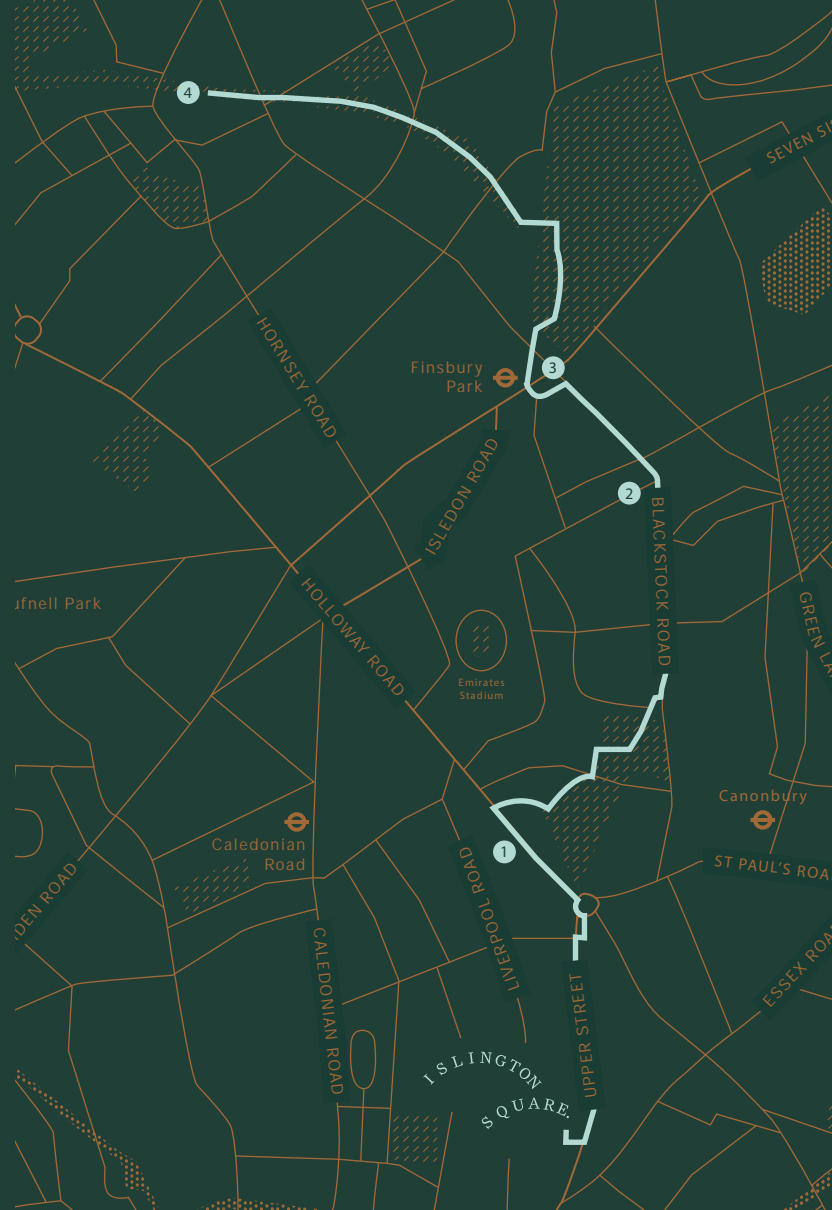 4
SEVEN SI
HORNSEY ROAD
Finsbury
Park
3
ISLEDON ROAD
2
BLACKSTOCK ROAD
ufnell Park
HOLLOWAY ROAD
GREEN LA
Emirates
Stadium
Canonbury
Caledonian
Road
1
ST PAUL'S ROA
DEN ROAD
LIVERPOOL ROAD
CALEDONIAN ROAD
UPPER STREET
ESSEX ROA
ISLINGTON
SQUARE.